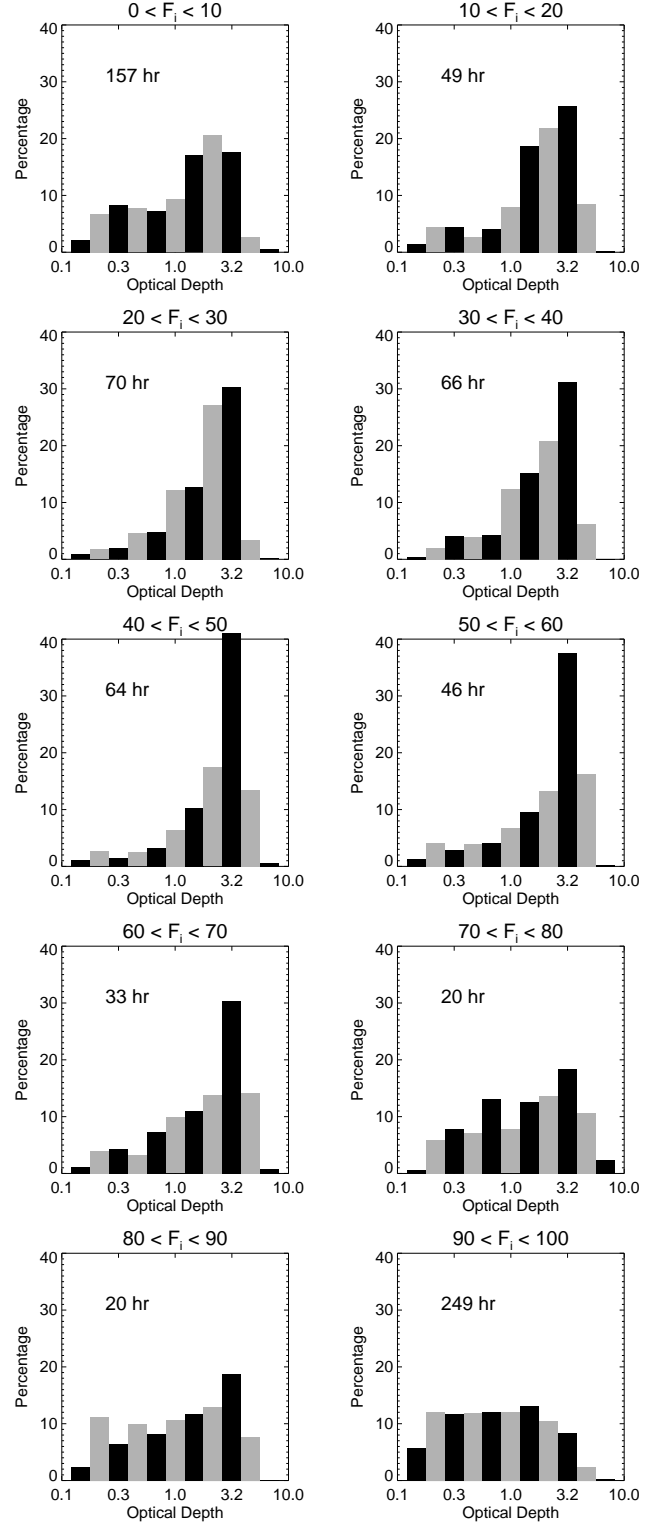 0 < F_i < 10
40
30
20
10
0
Percentage
157 hr
0.1 0.3 1.0 3.2 10.0
Optical Depth
10 < F_i < 20
40
30
20
10
0
Percentage
49 hr
0.1 0.3 1.0 3.2 10.0
Optical Depth
20 < F_i < 30
40
30
20
10
0
Percentage
70 hr
0.1 0.3 1.0 3.2 10.0
Optical Depth
30 < F_i < 40
40
30
20
10
0
Percentage
66 hr
0.1 0.3 1.0 3.2 10.0
Optical Depth
40 < F_i < 50
40
30
20
10
0
Percentage
64 hr
0.1 0.3 1.0 3.2 10.0
Optical Depth
50 < F_i < 60
40
30
20
10
0
Percentage
46 hr
0.1 0.3 1.0 3.2 10.0
Optical Depth
60 < F_i < 70
40
30
20
10
0
Percentage
33 hr
0.1 0.3 1.0 3.2 10.0
Optical Depth
70 < F_i < 80
40
30
20
10
0
Percentage
20 hr
0.1 0.3 1.0 3.2 10.0
Optical Depth
80 < F_i < 90
40
30
20
10
0
Percentage
20 hr
0.1 0.3 1.0 3.2 10.0
Optical Depth
90 < F_i < 100
40
30
20
10
0
Percentage
249 hr
0.1 0.3 1.0 3.2 10.0
Optical Depth